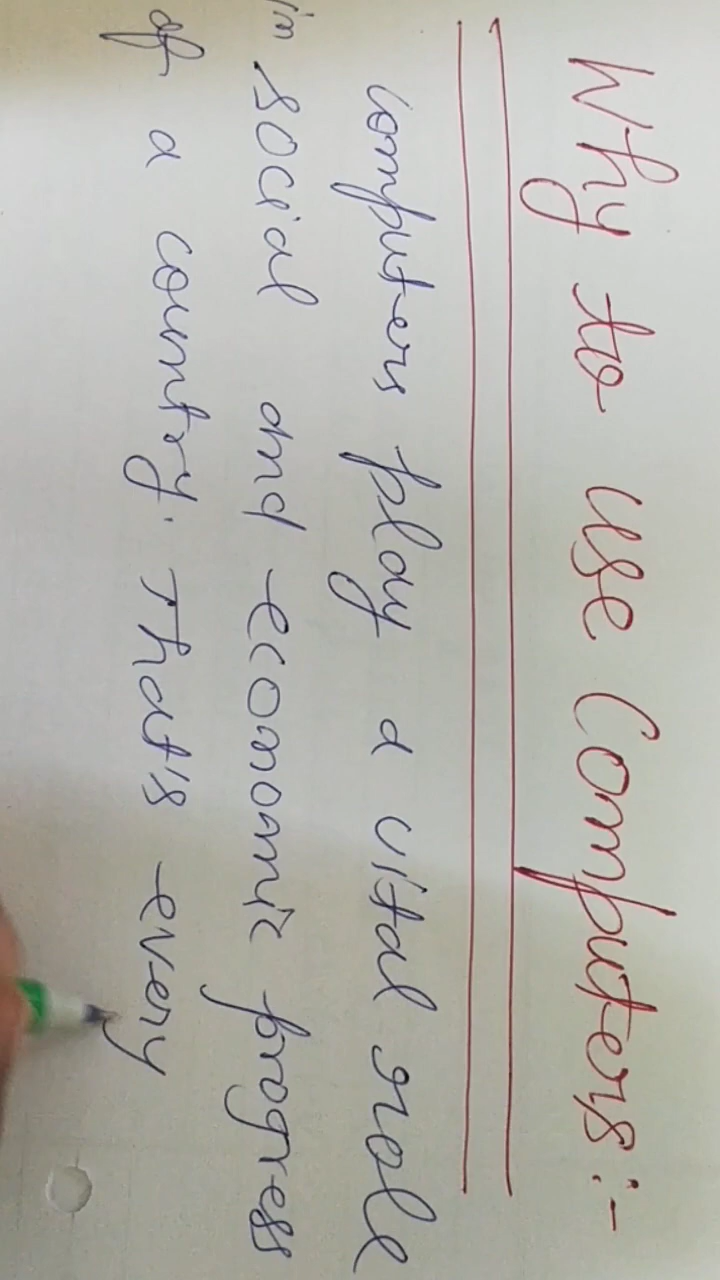 Why to use Computers:-
Computers play a vital role
in social and economic progress
of a country. That's every